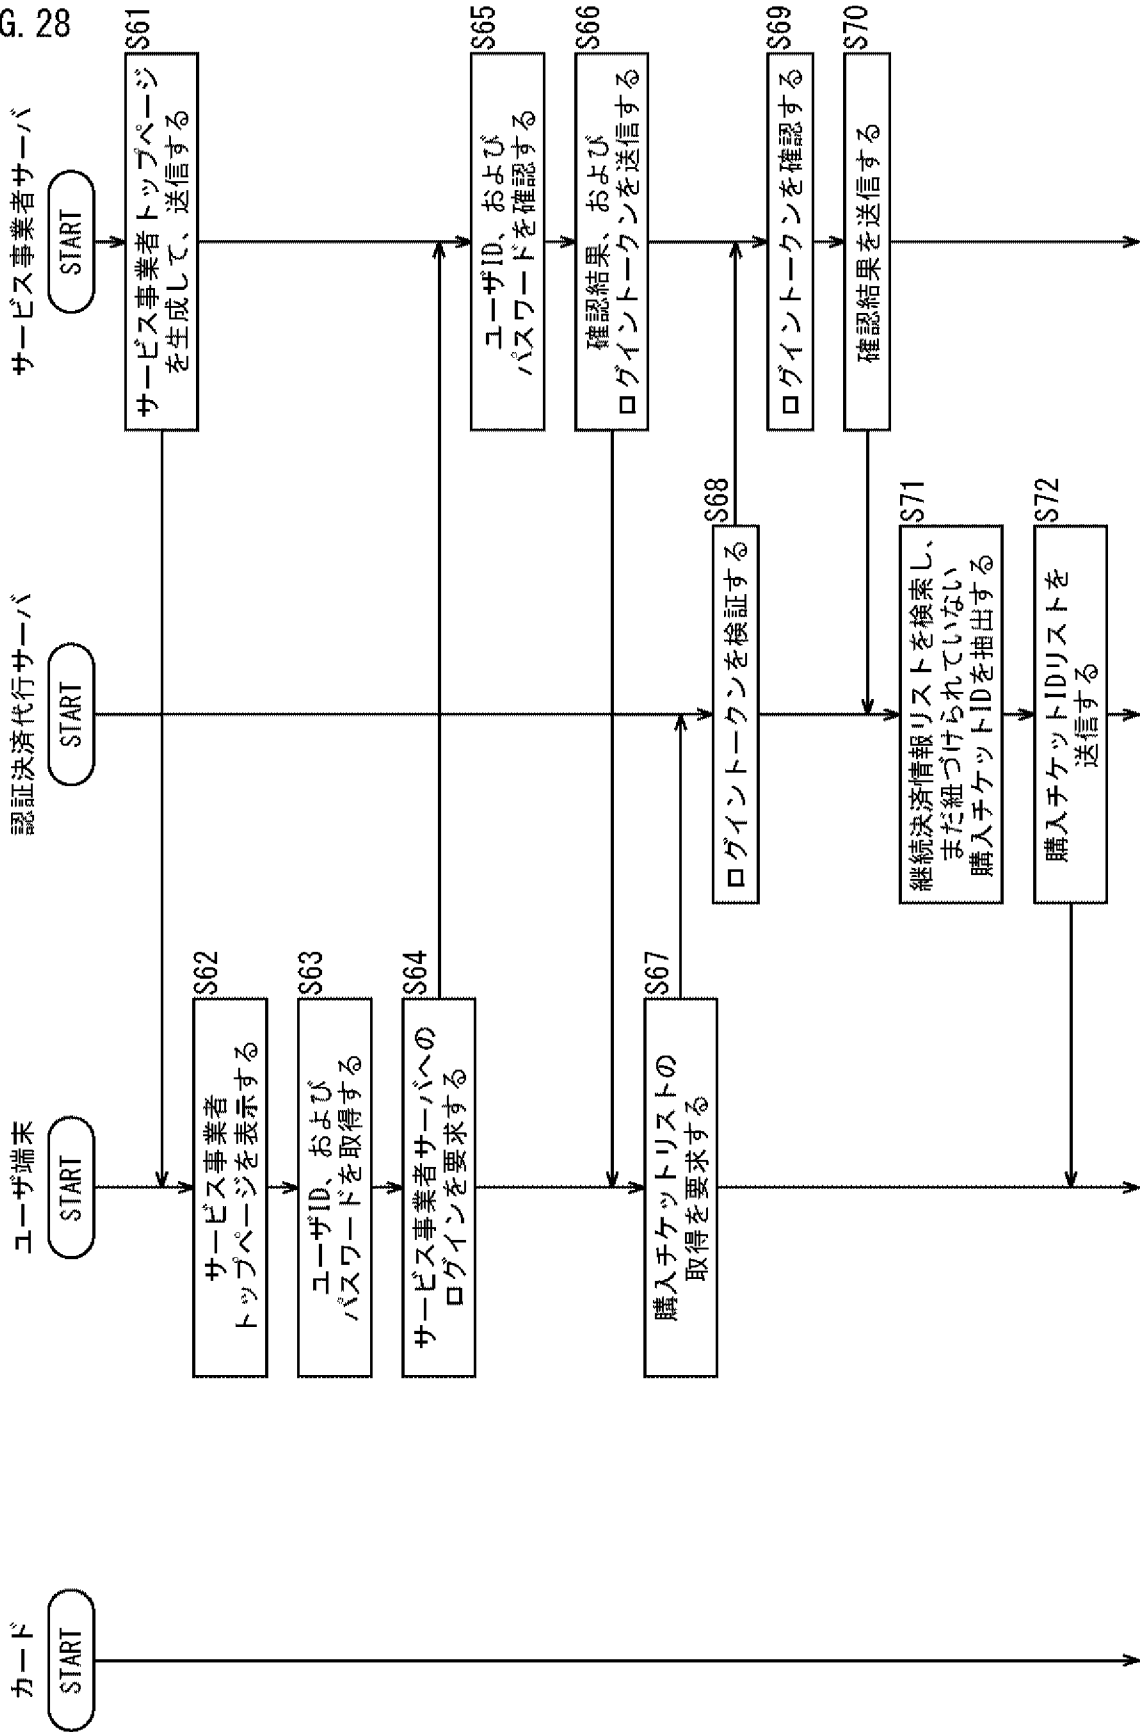 G. 28
カード
START
ユーザ端末
START
認証決済代行サーバ
START
サービス事業者サーバ
START
S61
サービス事業者トップページ
を生成して、送信する
S62
サービス事業者
トップページを表示する
S63
ユーザID、および
パスワードを取得する
S64
サービス事業者サーバへの
ログインを要求する
S65
ユーザID、および
パスワードを確認する
S66
確認結果、および
ログイントークンを送信する
S67
購入チケットリストの
取得を要求する
S68
ログイントークンを検証する
S69
ログイントークンを確認する
S70
確認結果を送信する
S71
継続決済情報リストを検索し、
まだ紐づけられていない
購入チケットIDを抽出する
S72
購入チケットIDリストを
送信する